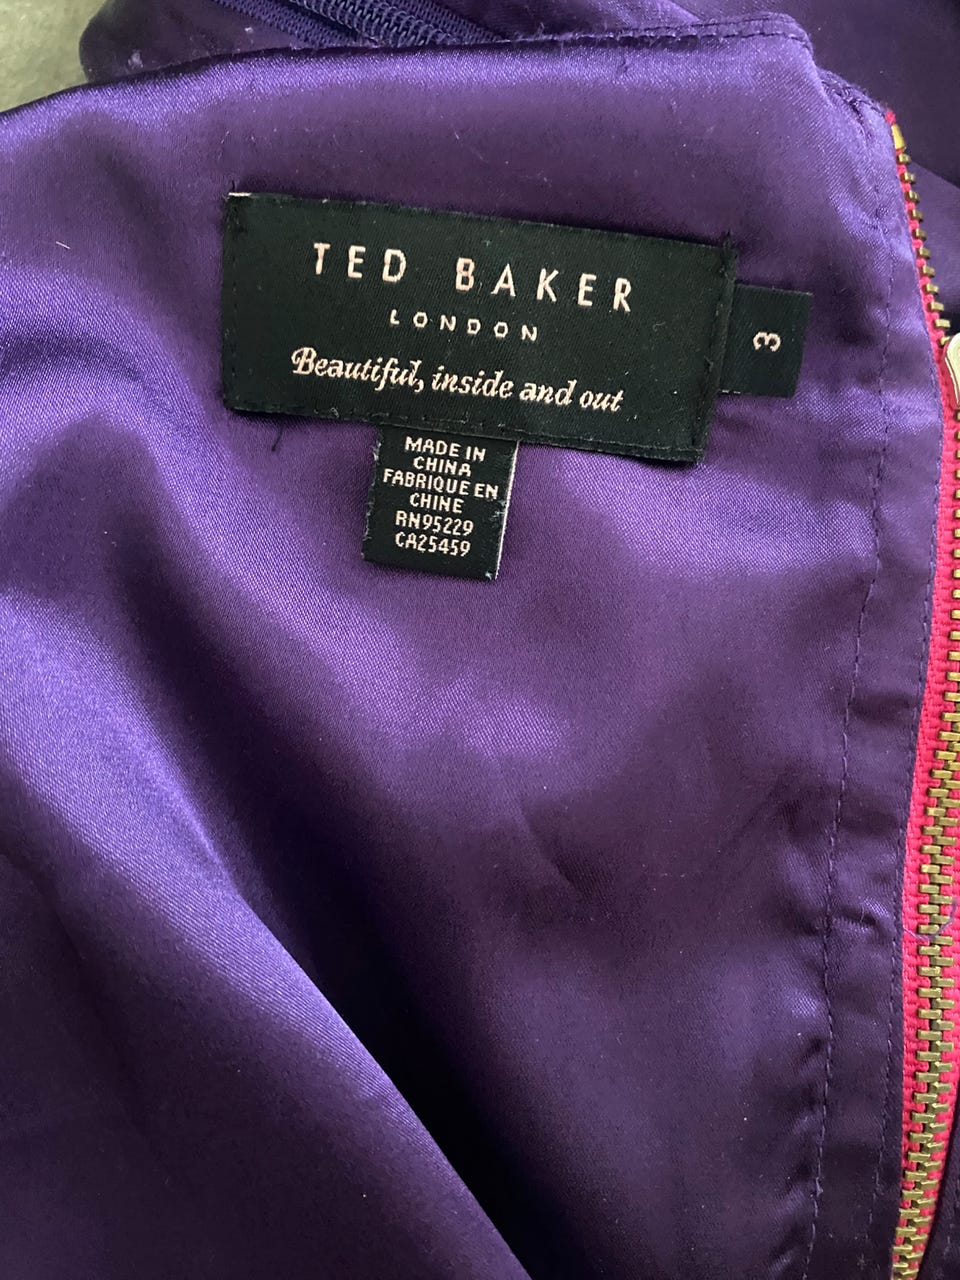 TED BAKER
LONDON
Beautiful, inside and out
3
MADE IN
CHINA
FABRIQUE EN
CHINE
RN95229
CA25459